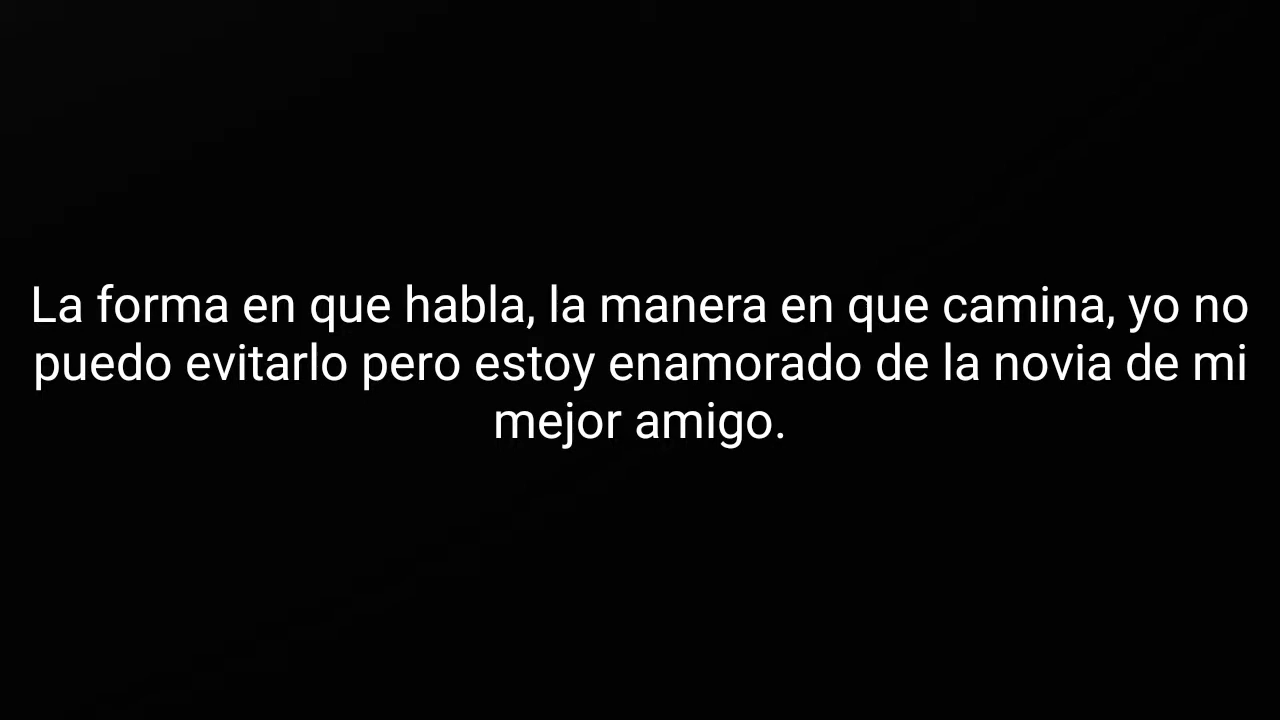 La forma en que habla, la manera en que camina, yo no
puedo evitarlo pero estoy enamorado de la novia de mi
mejor amigo.